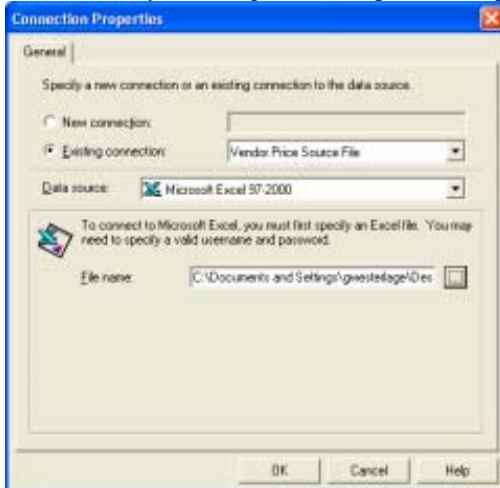 Connection Properties
General
Specify a new connection or an existing connection to the data source.
New connection:
Existing connection:
Vendor Price Source File
Data source:
Microsoft Excel 97-2000
To connect to Microsoft Excel, you must first specify an Excel file. You may
need to specify a valid username and password.
File name:
C:\Documents and Settings\gwesterlage\Des
OK
Cancel
Help